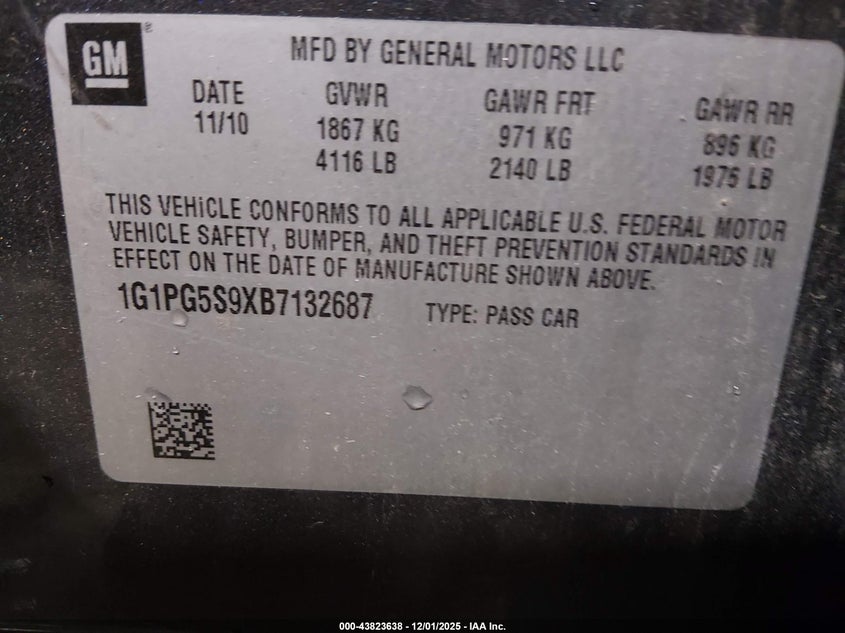 GM®
MFD BY GENERAL MOTORS LLC
DATE GVWR GAWR FRT GAWR RR
11/10 1867 KG 971 KG 896 KG
4116 LB 2140 LB 1975 LB
THIS VEHICLE CONFORMS TO ALL APPLICABLE U.S. FEDERAL MOTOR
VEHICLE SAFETY, BUMPER, AND THEFT PREVENTION STANDARDS IN
EFFECT ON THE DATE OF MANUFACTURE SHOWN ABOVE.
1G1PG5S9XB7132687 TYPE: PASS CAR
000-43823638 - 12/01/2025 - IAA Inc.